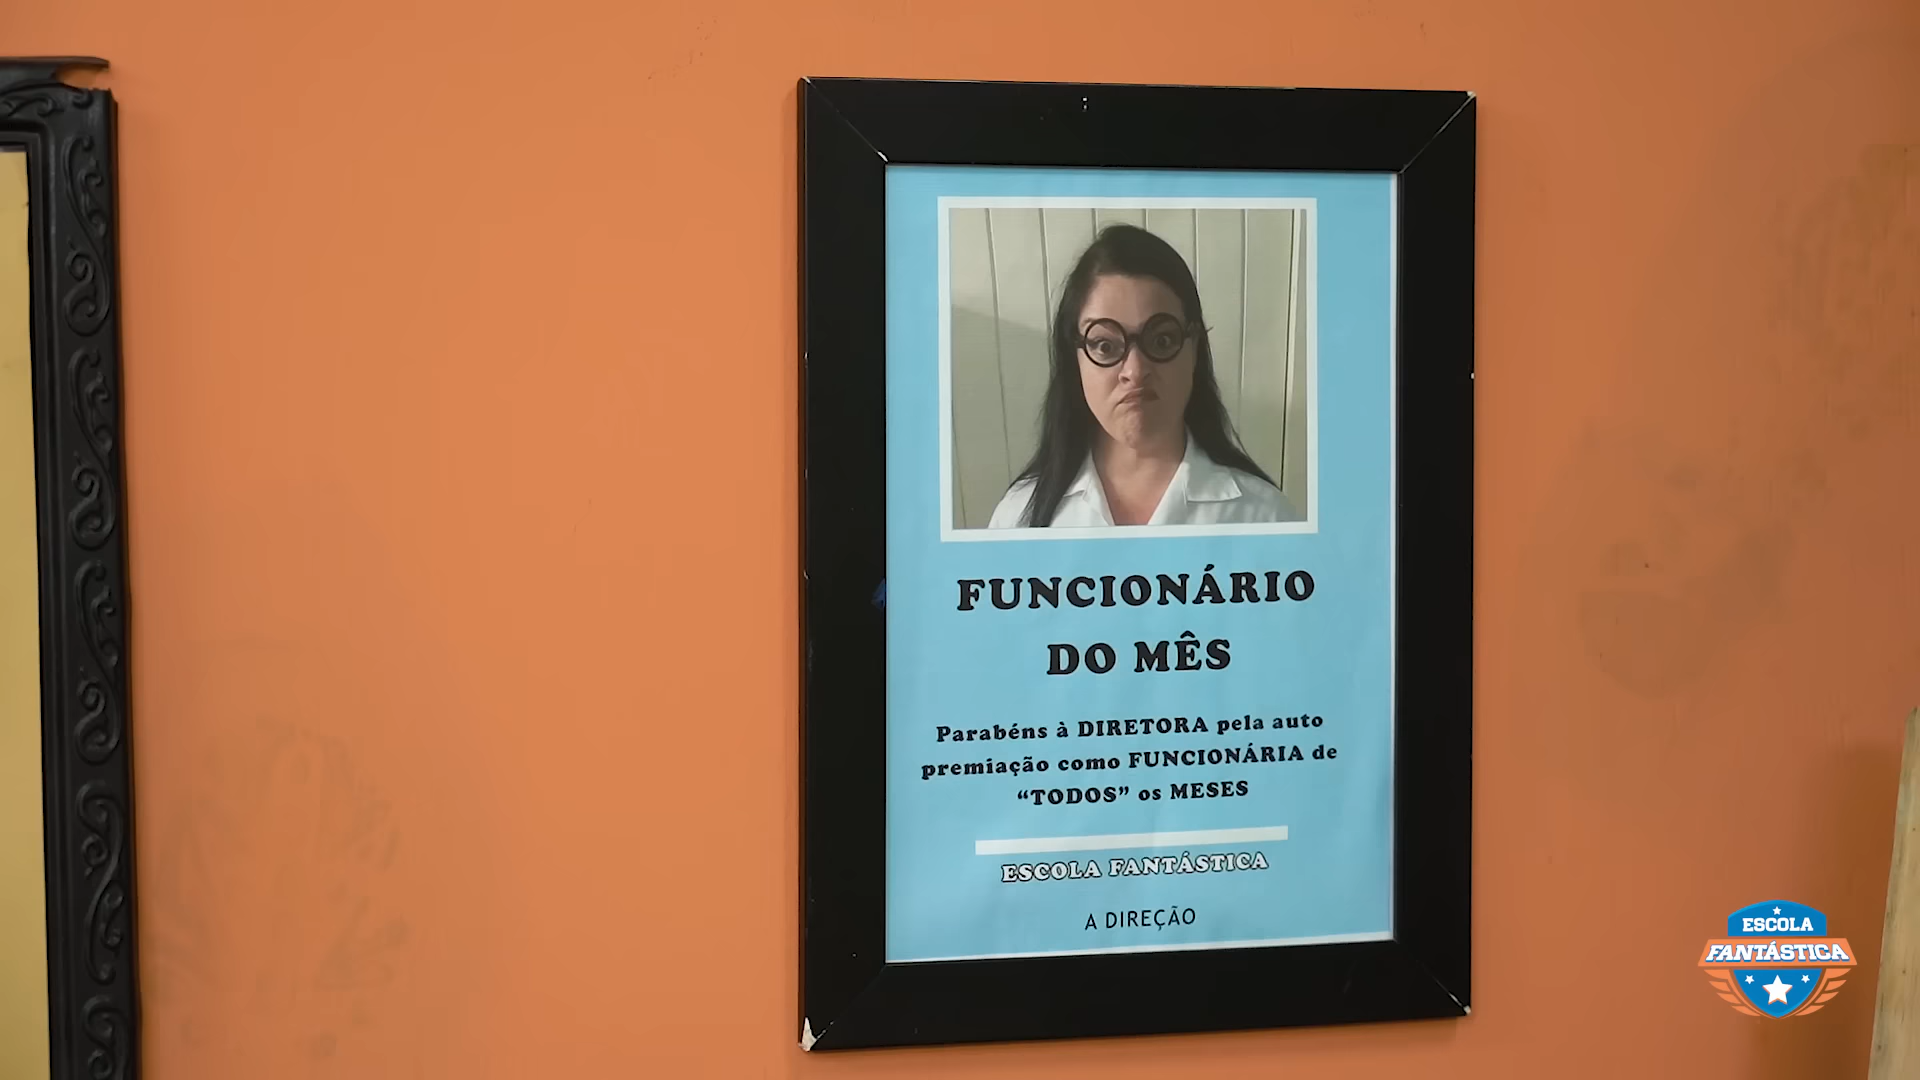 FUNCIONÁRIO
DO MÊS
Parabéns à DIRETORA pela auto
premiação como FUNCIONÁRIA de
“TODOS” os MESES
ESCOLA FANTÁSTICA
A DIREÇÃO
ESCOLA
FANTÁSTICA